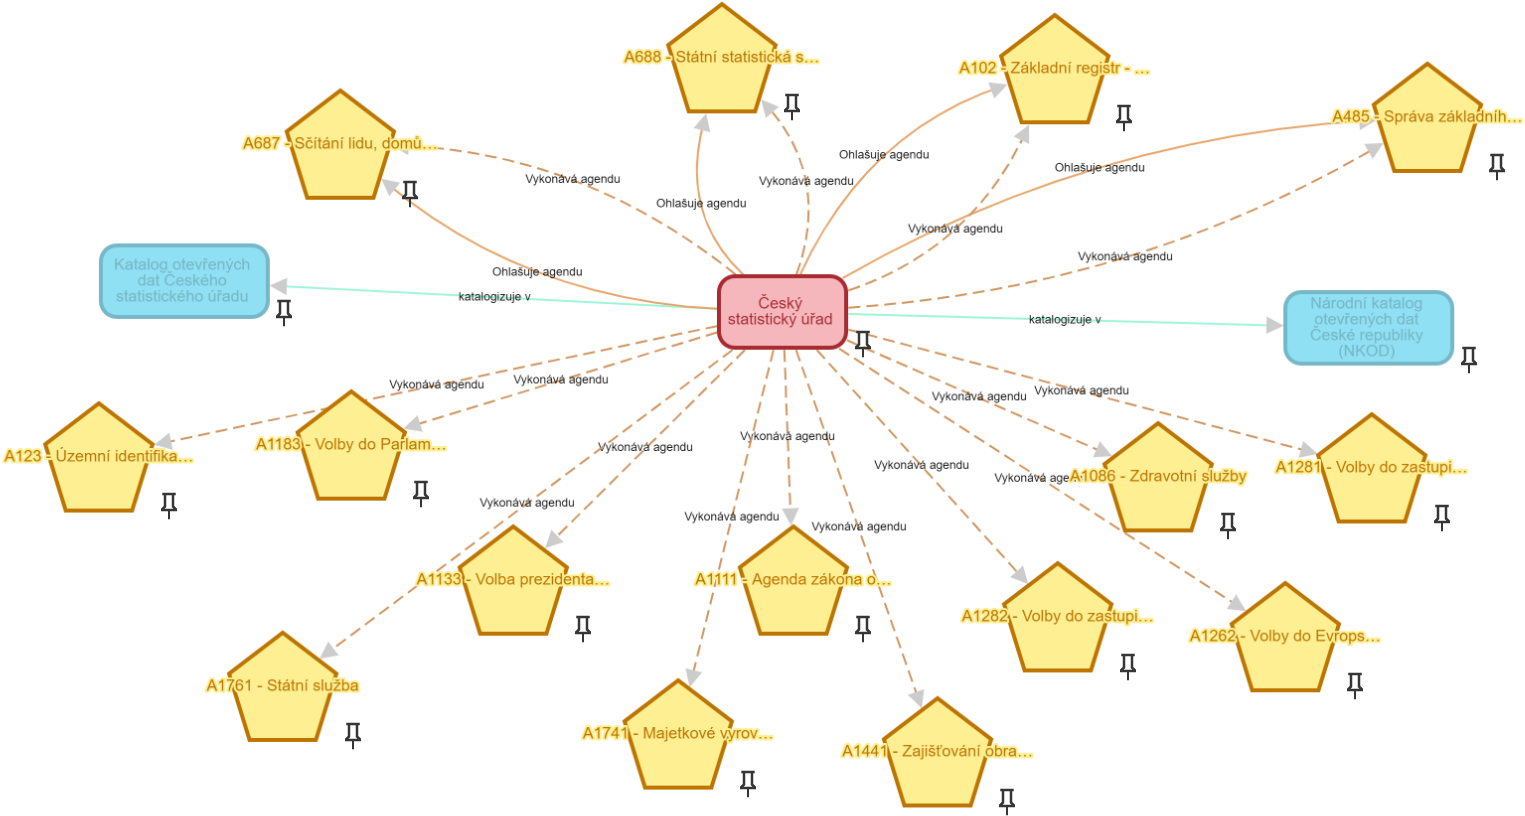 A688 - Státní statistická s…
A102 - Základní registr - …
A485 - Správa základníh…
A687 - Sčítání lidu, domů…
Ohlašuje agendu
Ohlašuje agendu
Vykonává agendu
Vykonává agendu
Ohlašuje agendu
Vykonává agendu
Vykonává agendu
Katalog otevřených
dat Českého
statistického úřadu
Ohlašuje agendu
katalogizuje v
Český
statistický úřad
katalogizuje v
Národní katalog
otevřených dat
České republiky
(NKOD)
Vykonává agendu
Vykonává agendu
Vykonává agendu
Vykonává agendu
A123 - Územní identifika…
A1183 - Volby do Parlam…
Vykonává agendu
Vykonává agendu
Vykonává agendu
Vykonává age
A1086 - Zdravotní služby
A1281 - Volby do zastupi…
Vykonává agendu
Vykonává agendu
Vykonává agendu
A1133 - Volba prezidenta…
A1111 - Agenda zákona o…
A1282 - Volby do zastupi…
A1262 - Volby do Evrops…
A1761 - Státní služba
A1741 - Majetkové vyrov…
A1441 - Zajišťování obra…